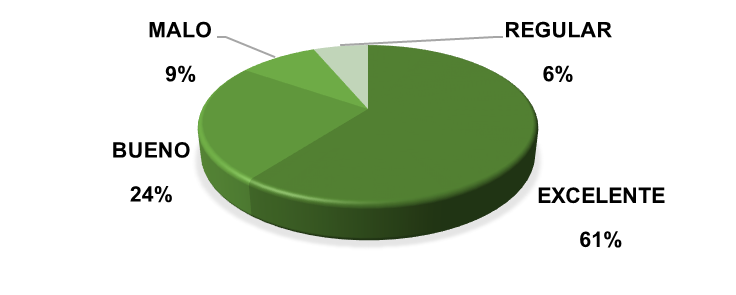 MALO
9%
REGULAR
6%
BUENO
24%
EXCELENTE
61%